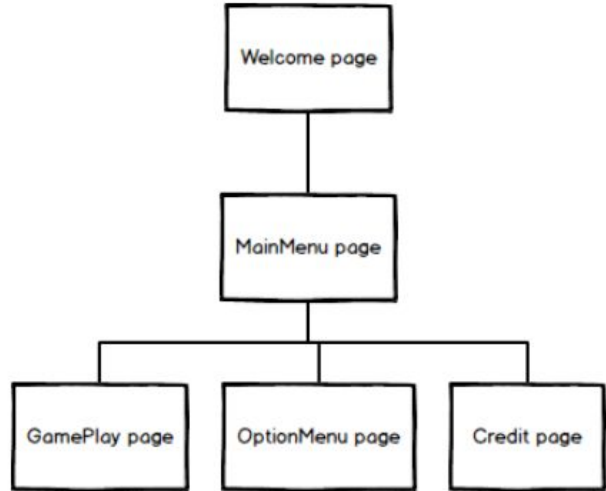 Welcome page
MainMenu page
GamePlay page
OptionMenu page
Credit page